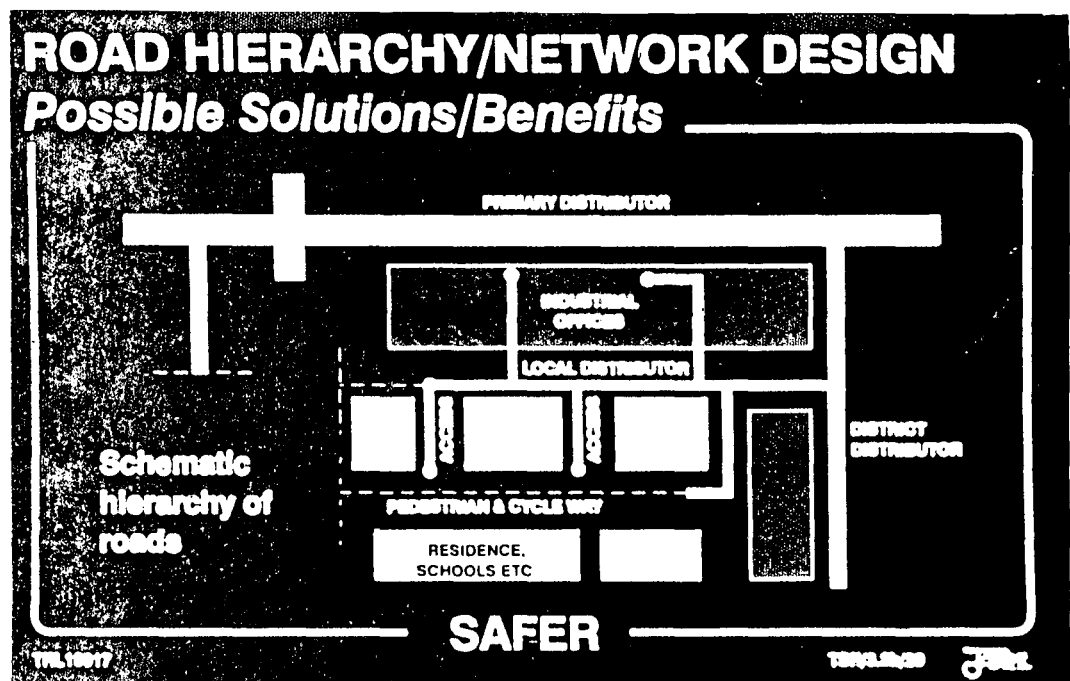 ROAD HIERARCHY/NETWORK DESIGN
Possible Solutions/Benefits
PRIMARY DISTRIBUTOR
INDUSTRIAL
OFFICES
LOCAL DISTRIBUTOR
ACCESS
ACCESS
DISTRICT
DISTRIBUTOR
Schematic
hierarchy of
roads
PEDESTRIAN & CYCLE WAY
RESIDENCE,
SCHOOLS ETC
SAFER